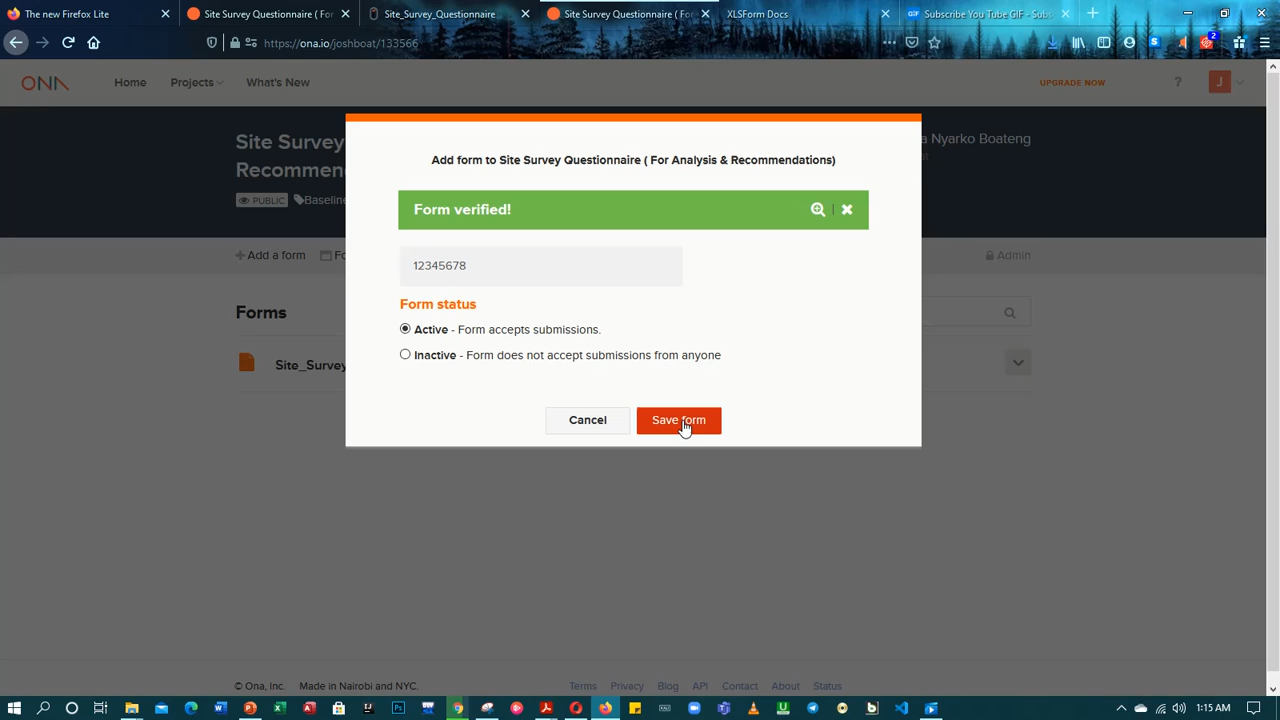 The new Firefox Lite
Site Survey Questionnaire ( For
Site_Survey_Questionnaire
Site Survey Questionnaire ( For
XLSForm Docs
Subscribe You Tube GIF - Subs
https://ona.io/joshboat/133566
2
ONA
Home
Projects
What's New
UPGRADE NOW
?
J
Site Survey
Recommen
a Nyarko Boateng
PUBLIC
Baseline
Add a form
Fo
Admin
Forms
Site_Survey
Add form to Site Survey Questionnaire ( For Analysis & Recommendations)
Form verified!
12345678
Form status
Active - Form accepts submissions.
Inactive - Form does not accept submissions from anyone
Cancel
Save form
© Ona, Inc.
Made in Nairobi and NYC.
Terms
Privacy
Blog
API
Contact
About
Status
1:15 AM